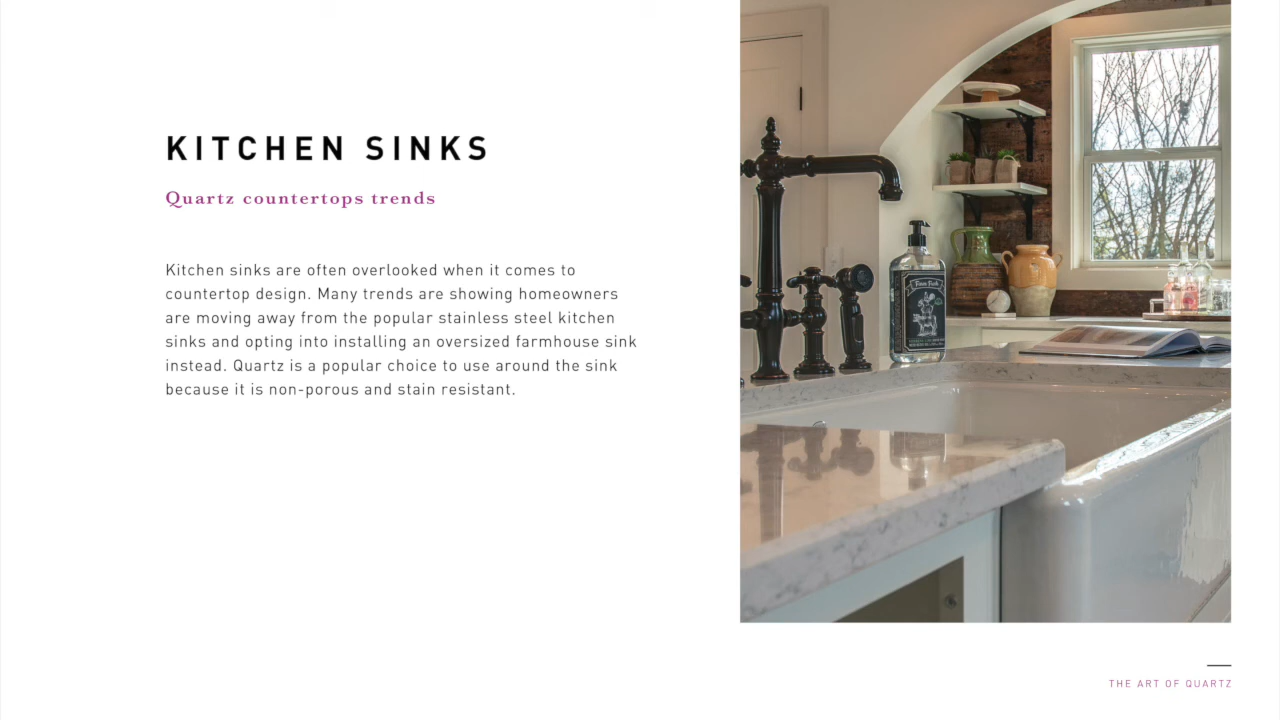 KITCHEN SINKS
Quartz countertops trends
Kitchen sinks are often overlooked when it comes to
countertop design. Many trends are showing homeowners
are moving away from the popular stainless steel kitchen
sinks and opting into installing an oversized farmhouse sink
instead. Quartz is a popular choice to use around the sink
because it is non-porous and stain resistant.
THE ART OF QUARTZ